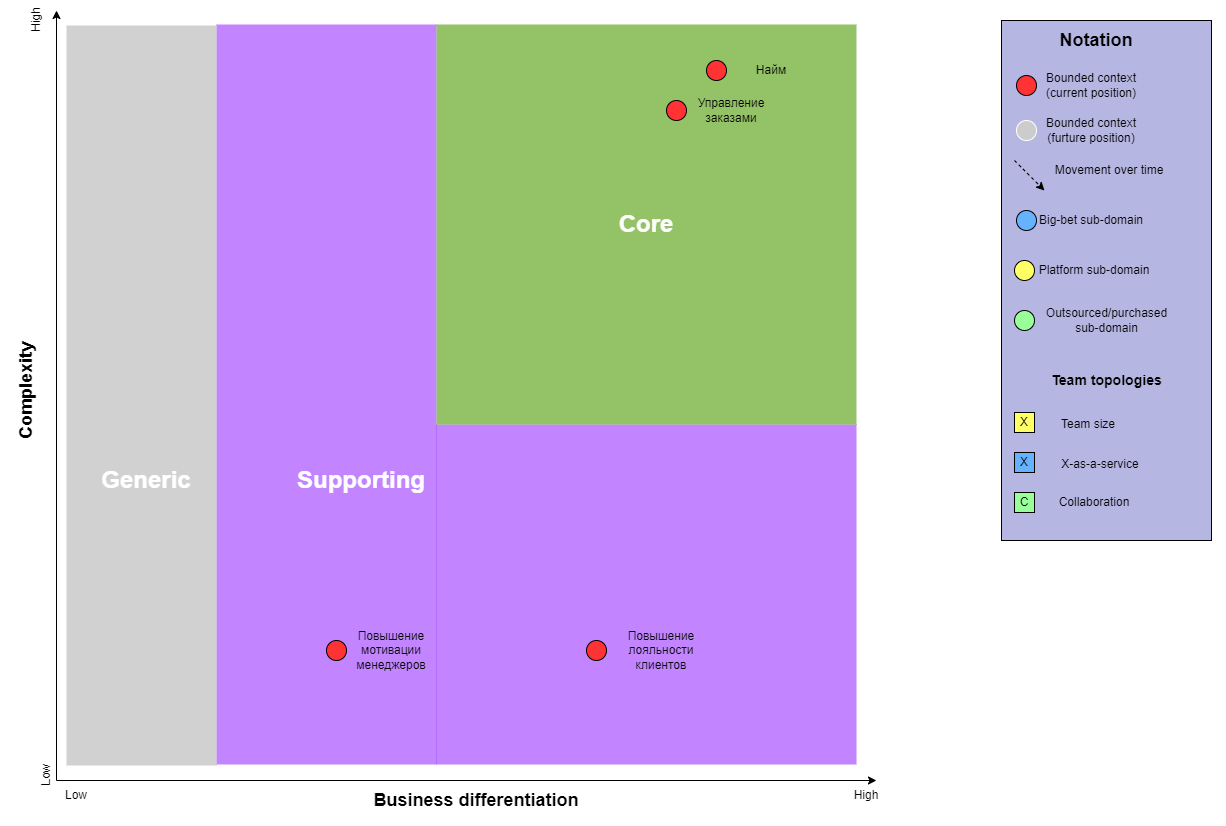 High
Найм
Управление
заказами
Core
Complexity
Generic
Supporting
Повышение
мотивации
менеджеров
Повышение
лояльности
клиентов
Low
Low
Business differentiation
High
Notation
Bounded context
(current position)
Bounded context
(furture position)
Movement over time
Big-bet sub-domain
Platform sub-domain
Outsourced/purchased
sub-domain
Team topologies
X
Team size
X
X-as-a-service
C
Collaboration